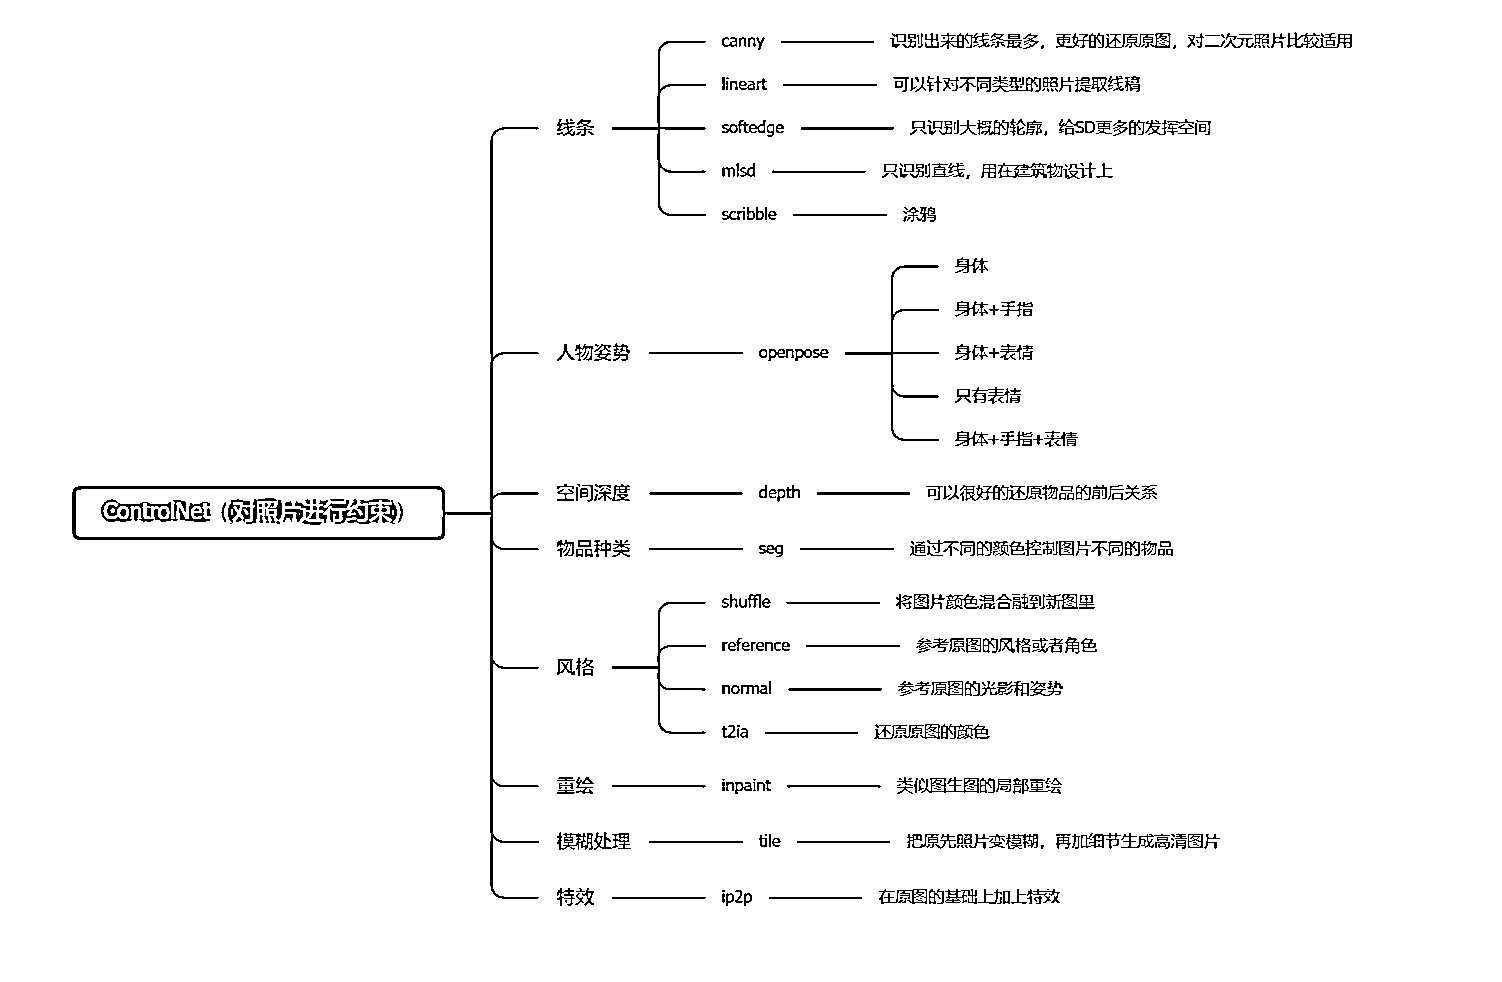 ControlNet（对照片进行约束）
线条
canny
识别出来的线条最多，更好的还原原图，对二次元照片比较适用
lineart
可以针对不同类型的照片提取线稿
softedge
只识别大概的轮廓，给SD更多的发挥空间
mlsd
只识别直线，用在建筑物设计上
scribble
涂鸦
人物姿势
openpose
身体
身体+手指
身体+表情
只有表情
身体+手指+表情
空间深度
depth
可以很好的还原物品的前后关系
物品种类
seg
通过不同的颜色控制图片不同的物品
风格
shuffle
将图片颜色混合融到新图里
reference
参考原图的风格或者角色
normal
参考原图的光影和姿势
t2ia
还原原图的颜色
重绘
inpaint
类似图生图的局部重绘
模糊处理
tile
把原先照片变模糊，再加细节生成高清图片
特效
ip2p
在原图的基础上加上特效